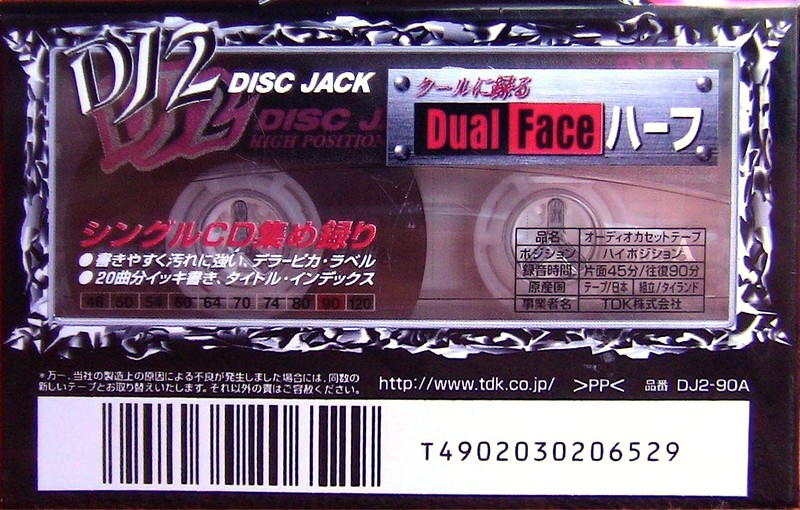 DJ2 DISC JACK
DISC J
HIGH POSITION
クールに録る
Dual Face ハーフ
シングルCD集め録り
●書きやすく汚れに強い、デラーピカ・ラベル
●20曲分イッキ書き、タイトル・インデックス
46 50 54 60 64 70 74 80 90 120
品名 オーディオカセットテープ
ポジション ハイポジション
録音時間 片面45分/往復90分
原産国 テープ/日本 組立/タイランド
事業者名 TDK株式会社
A
*万一、当社の製造上の原因による不良が発生しました場合には、同数の
新しいテープとお取り替えいたします。それ以外の責はご容赦ください。
http://www.tdk.co.jp/ >PP< 品番 DJ2-90A
T4902030206529